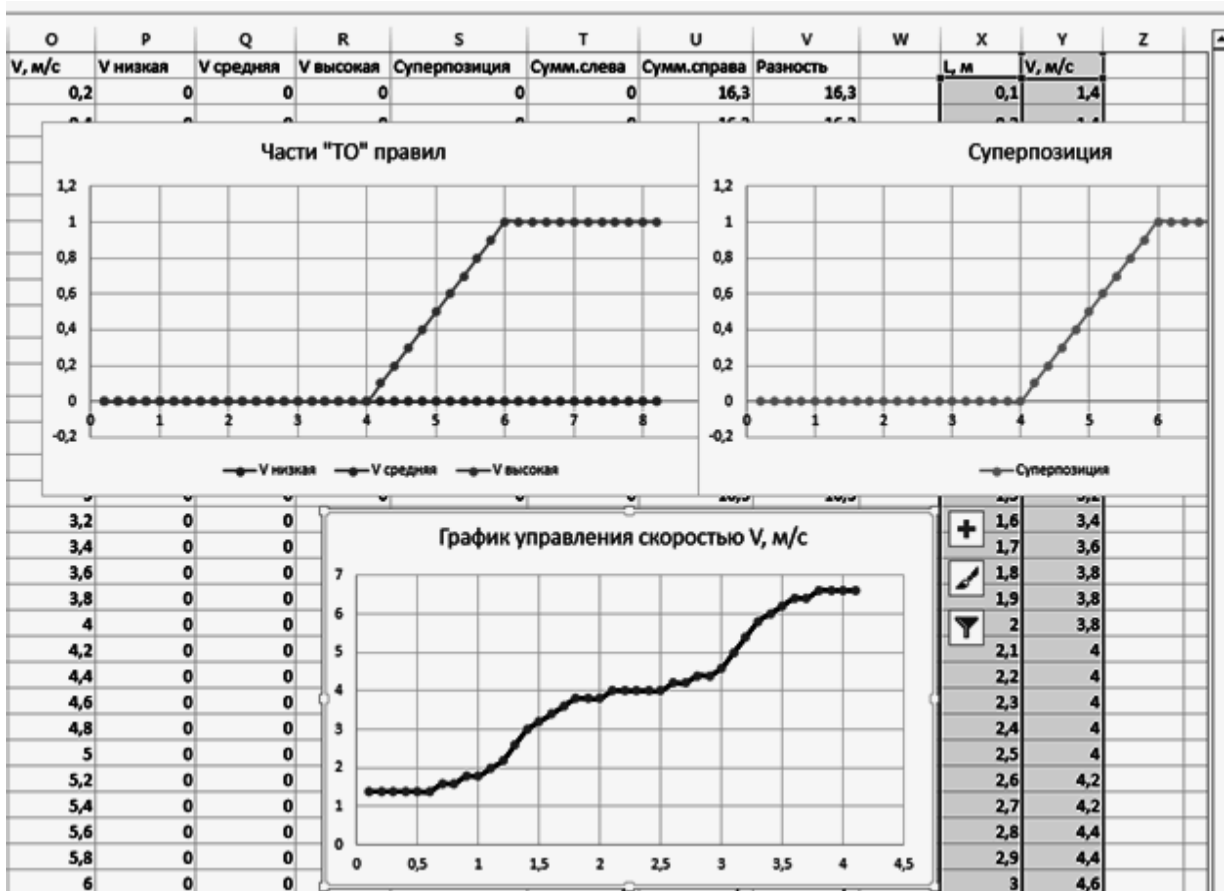 O P Q R S T U V W X Y Z
V, м/с V низкая V средняя V высокая Суперпозиция Сумм.слева Сумм.справа Разность L, м V, м/с
0,2 0 0 0 0 0 16,3 16,3 0,1 1,4
Части "ТО" правил
1,2
1
0,8
0,6
0,4
0,2
0
-0,2
0 1 2 3 4 5 6 7 8
V низкая V средняя V высокая
Суперпозиция
1,2
1
0,8
0,6
0,4
0,2
0
-0,2
0 1 2 3 4 5 6
Суперпозиция
3,2 0 0 1,6 3,4
3,4 0 0 1,7 3,6
3,6 0 0 1,8 3,8
3,8 0 0 1,9 3,8
4 0 0 2 3,8
4,2 0 0 2,1 4
4,4 0 0 2,2 4
4,6 0 0 2,3 4
4,8 0 0 2,4 4
5 0 0 2,5 4
5,2 0 0 2,6 4,2
5,4 0 0 2,7 4,2
5,6 0 0 2,8 4,4
5,8 0 0 2,9 4,4
6 0 0 3 4,6
График управления скоростью V, м/с
7
6
5
4
3
2
1
0
0 0,5 1 1,5 2 2,5 3 3,5 4 4,5